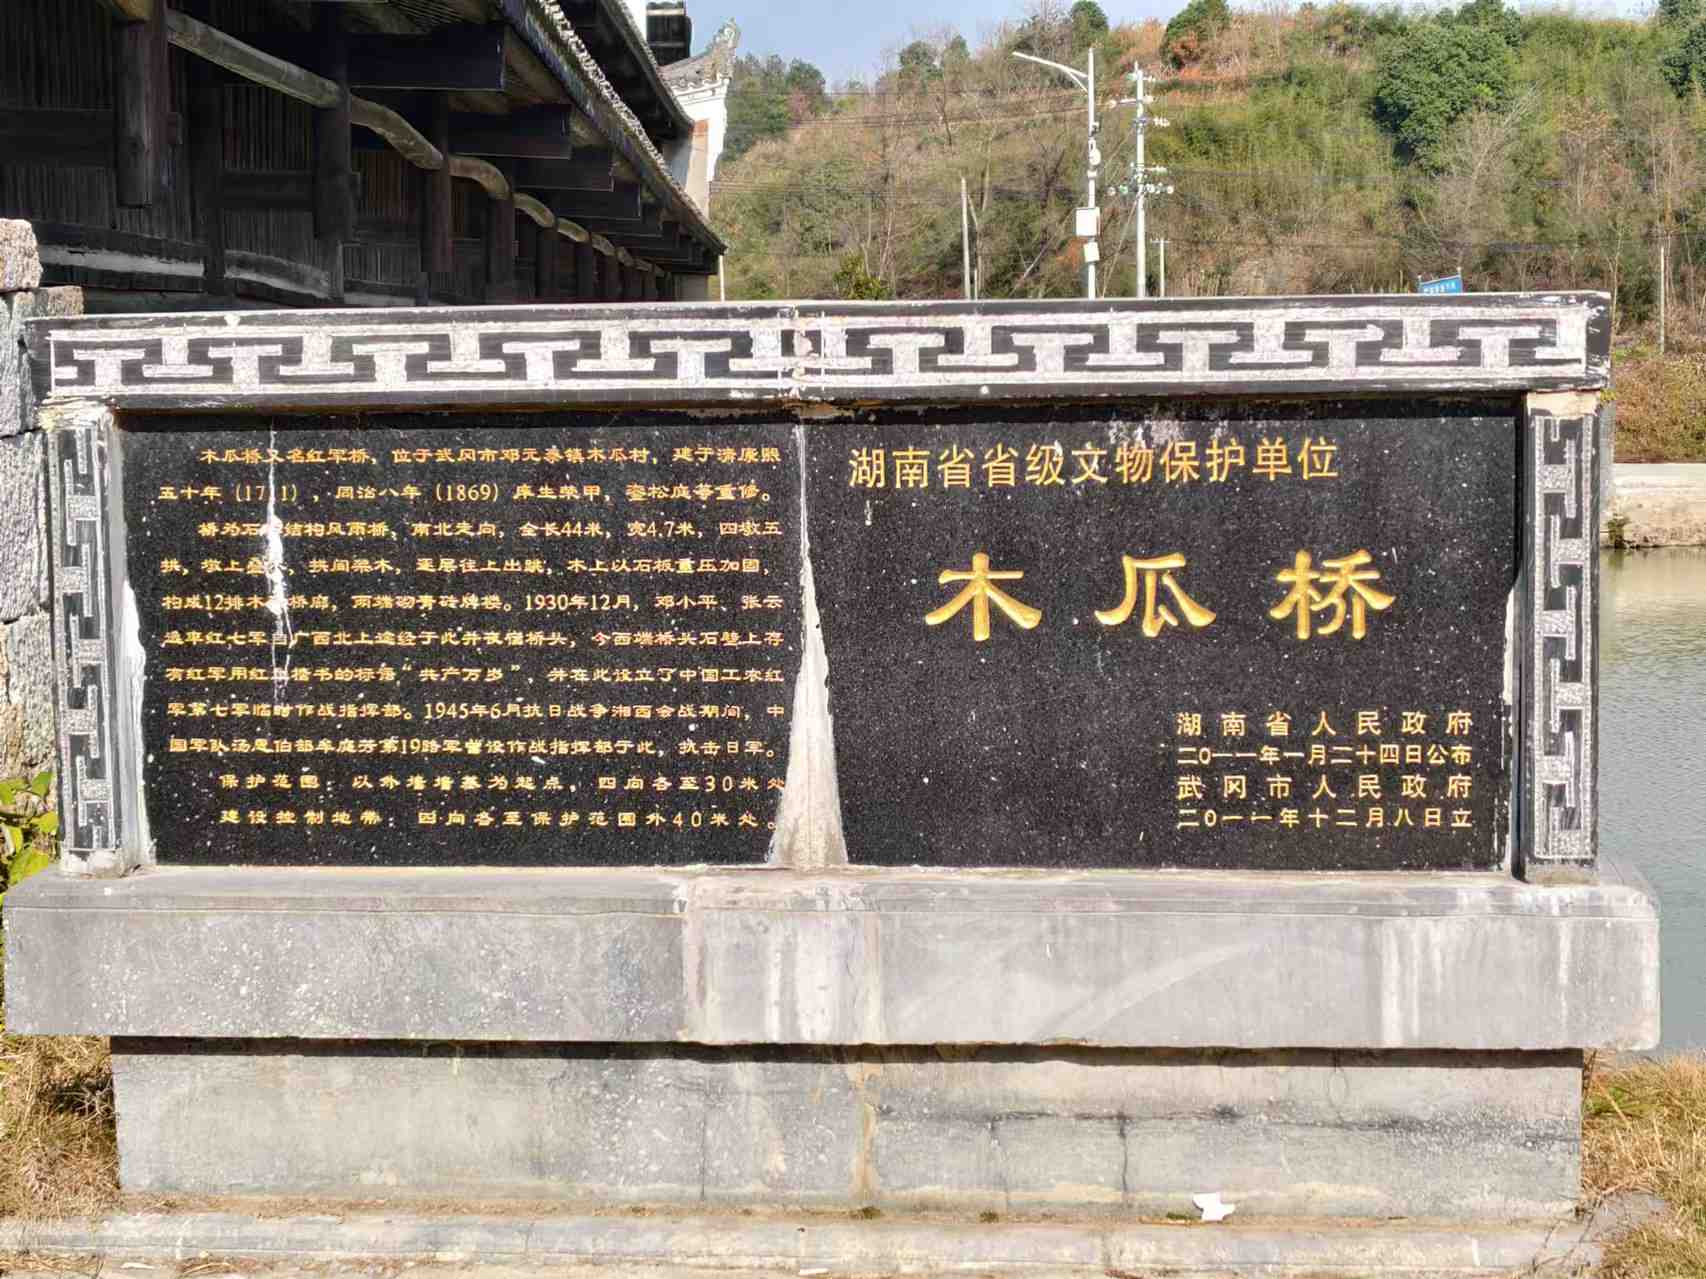 木瓜桥又名红军桥，位于武冈市邓元泰镇木瓜村，建于清康熙
五十年（17 1），同治八年（1869）庠生荣甲， 松庭等重修。
桥为石 结构风雨桥，南北走向，全长44米，宽4.7米，四墩五
拱，墩上叠 ，拱间梁木，逐层往上出跳，木上以石板重压加固，
构成12排木 桥廊，两端砌青砖牌楼。1930年12月，邓小平、张云
逸率红七军 广西北上途经于此并夜宿桥头，今西端桥头石壁上存
有红军用红 楷书的标语“共产万岁”，并在此设立了中国工农红
军第七军临时作战指挥部。1945年6月抗日战争湘西会战期间，中
国军队汤恩伯部牟庭芳第19路军曾设作战指挥部于此，抗击日军。
保护范围：以外墙墙基为起点，四向各至30米处
建设控制地带：四向各至保护范围外40米处。
湖南省省级文物保护单位
木瓜桥
湖南省人民政府
二〇一一年一月二十四日公布
武冈市人民政府
二〇一一年十二月八日立